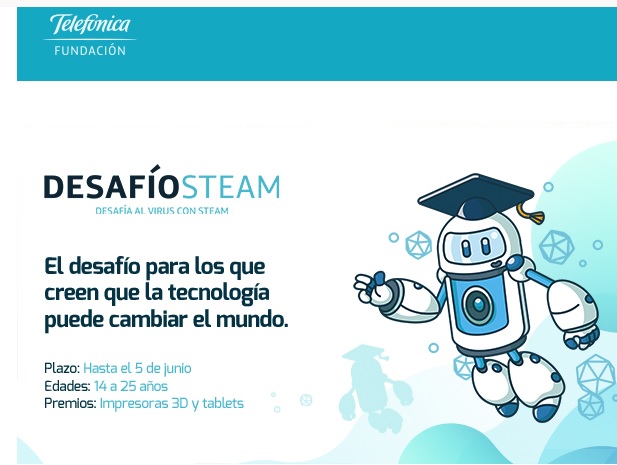 Telefónica
FUNDACIÓN
DESAFÍOSTEAM
DESAFÍA AL VIRUS CON STEAM
El desafío para los que
creen que la tecnología
puede cambiar el mundo.
Plazo: Hasta el 5 de junio
Edades: 14 a 25 años
Premios: Impresoras 3D y tablets